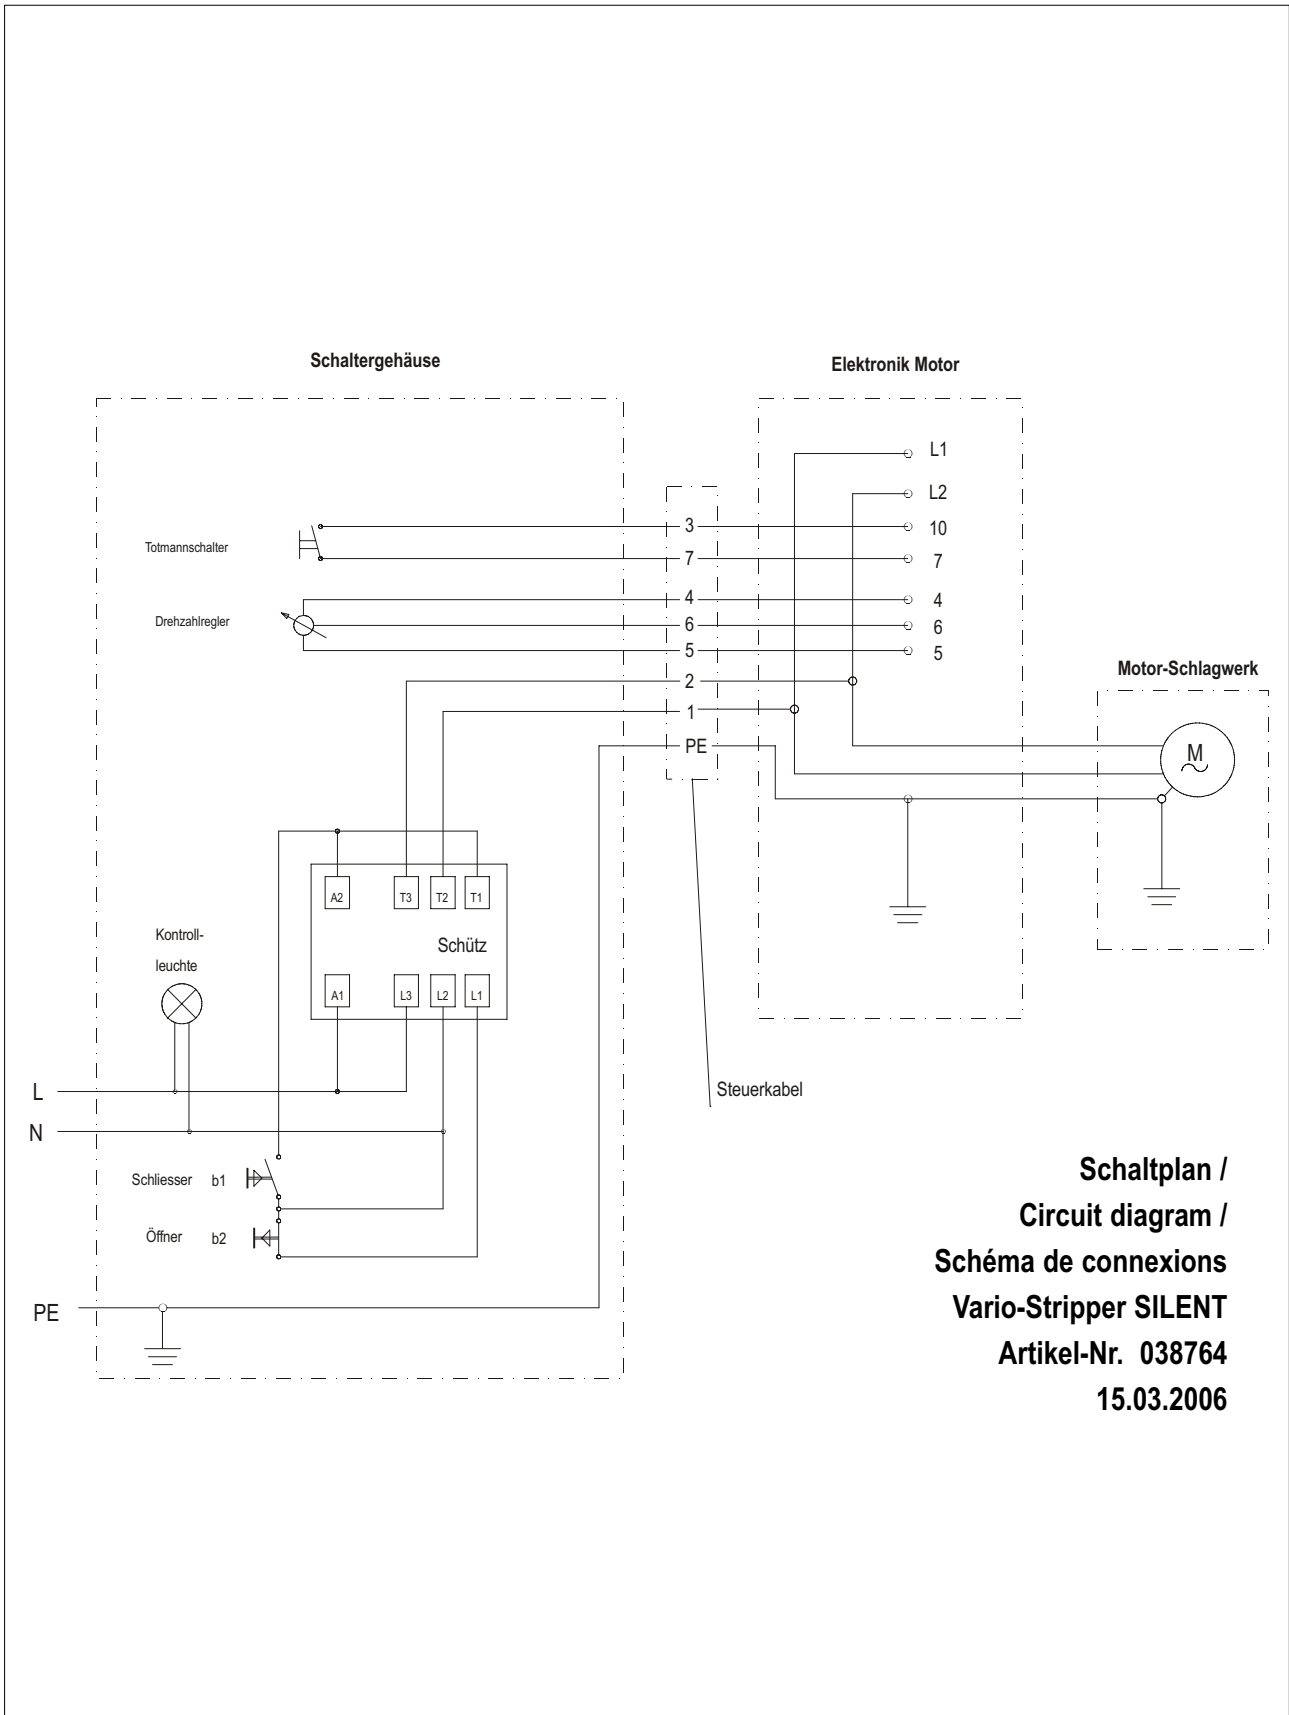 Schaltergehäuse
Elektronik Motor
L1
L2
3
10
Totmannschalter
7
7
4
4
Drehzahlregler
6
6
5
5
Motor-Schlagwerk
2
1
PE
M
A2
T3
T2
T1
Kontroll-
leuchte
Schütz
A1
L3
L2
L1
L
Steuerkabel
N
Schliesser b1
Öffner b2
PE
Schaltplan /
Circuit diagram /
Schéma de connexions
Vario-Stripper SILENT
Artikel-Nr. 038764
15.03.2006